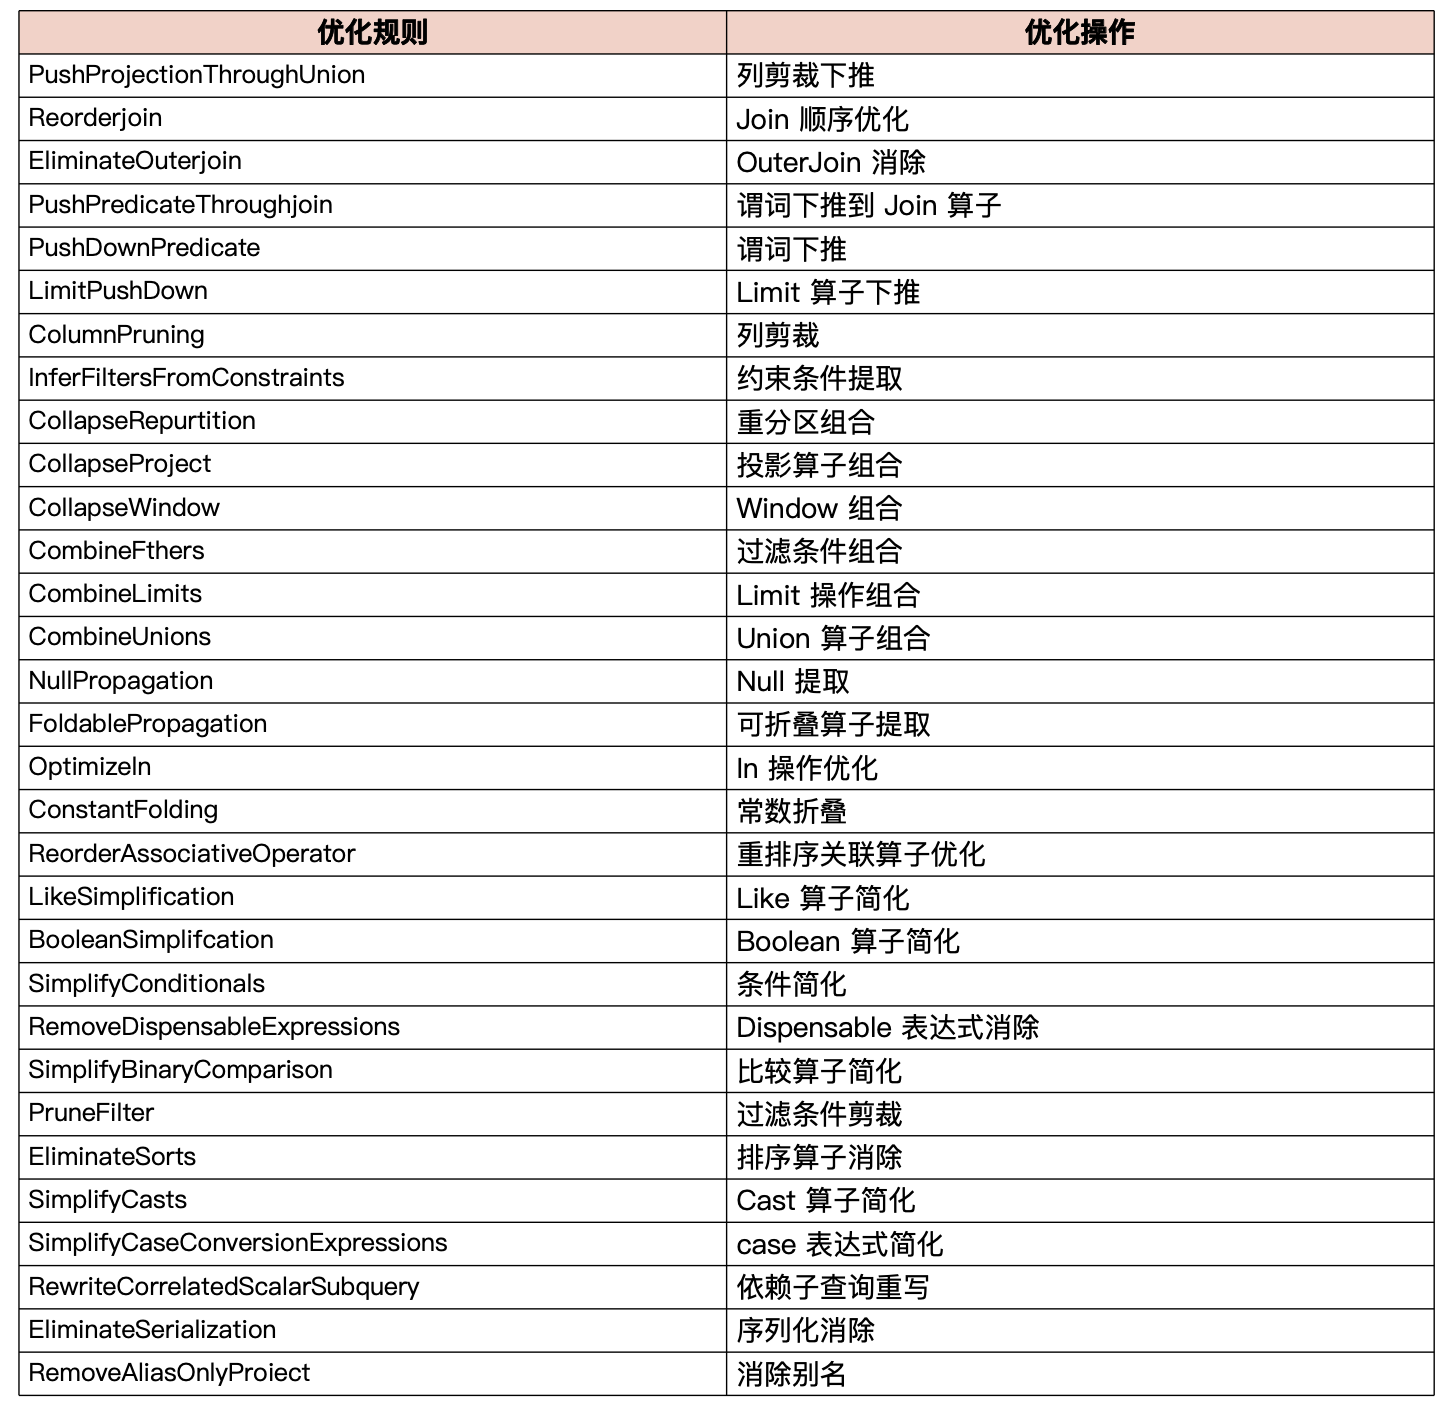 优化规则 优化操作
PushProjectionThroughUnion 列剪裁下推
Reorderjoin Join 顺序优化
EliminateOuterjoin OuterJoin 消除
PushPredicateThroughjoin 谓词下推到 Join 算子
PushDownPredicate 谓词下推
LimitPushDown Limit 算子下推
ColumnPruning 列剪裁
InferFiltersFromConstraints 约束条件提取
CollapseRepurtition 重分区组合
CollapseProject 投影算子组合
CollapseWindow Window 组合
CombineFthers 过滤条件组合
CombineLimits Limit 操作组合
CombineUnions Union 算子组合
NullPropagation Null 提取
FoldablePropagation 可折叠算子提取
OptimizeIn In 操作优化
ConstantFolding 常数折叠
ReorderAssociativeOperator 重排序关联算子优化
LikeSimplification Like 算子简化
BooleanSimplifcation Boolean 算子简化
SimplifyConditionals 条件简化
RemoveDispensableExpressions Dispensable 表达式消除
SimplifyBinaryComparison 比较算子简化
PruneFilter 过滤条件剪裁
EliminateSorts 排序算子消除
SimplifyCasts Cast 算子简化
SimplifyCaseConversionExpressions case 表达式简化
RewriteCorrelatedScalarSubquery 依赖子查询重写
EliminateSerialization 序列化消除
RemoveAliasOnlyProiect 消除别名